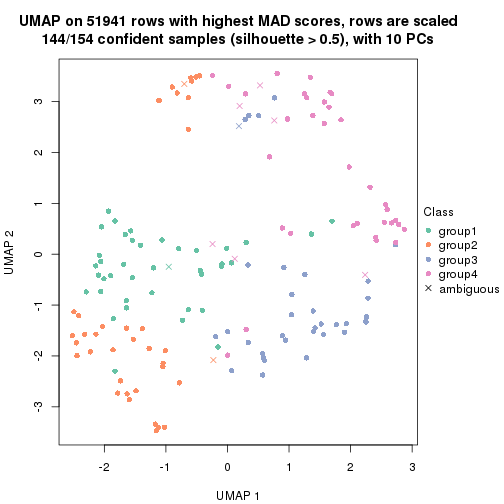 UMAP on 51941 rows with highest MAD scores, rows are scaled
144/154 confident samples (silhouette > 0.5), with 10 PCs
3
2
1
0
-1
-2
-3
UMAP 2
-2
-1
0
1
2
3
UMAP 1
Class
group1
group2
group3
group4
ambiguous